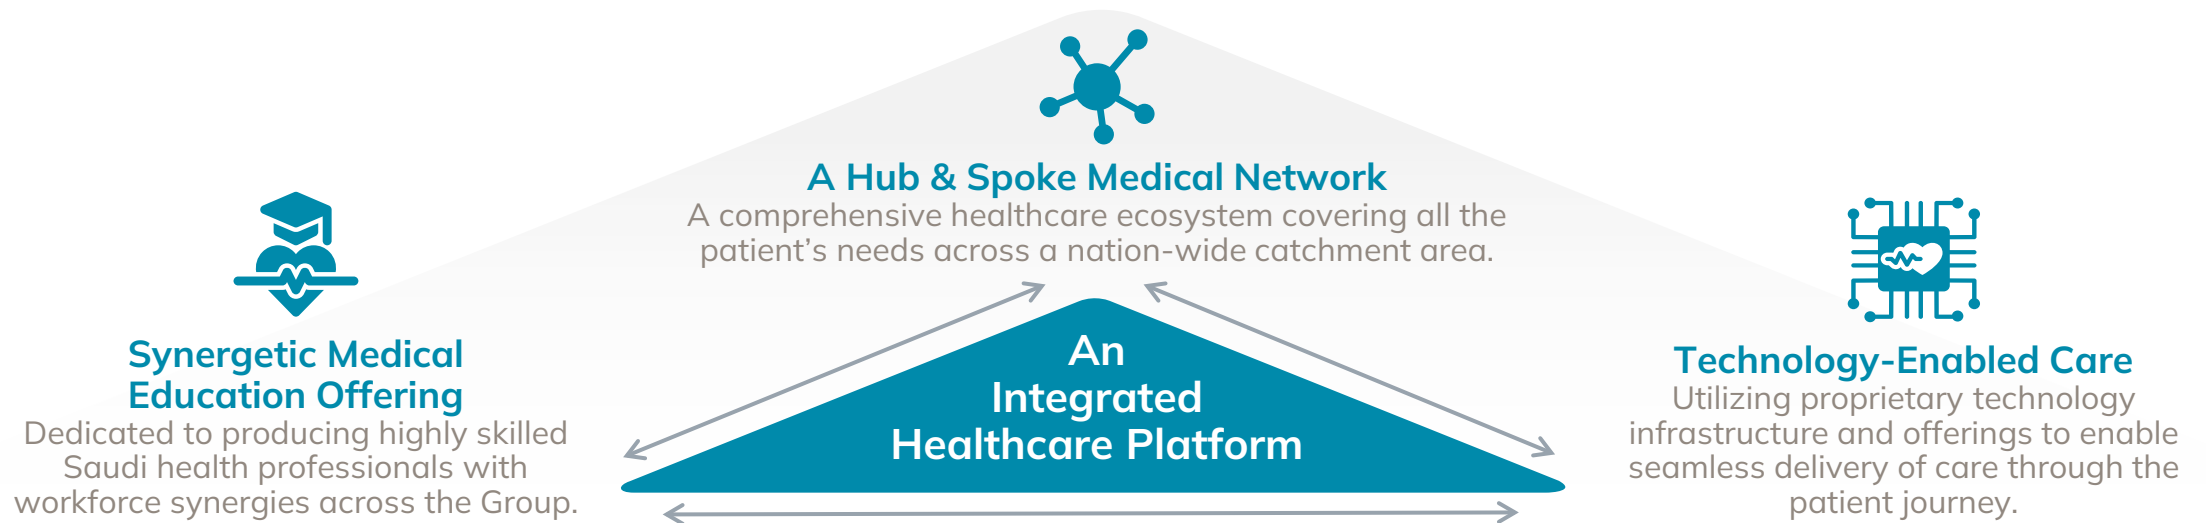 A Hub & Spoke Medical Network
A comprehensive healthcare ecosystem covering all the
patient’s needs across a nation-wide catchment area.
Synergetic Medical
Education Offering
Dedicated to producing highly skilled
Saudi health professionals with
workforce synergies across the Group.
An
Integrated
Healthcare Platform
Technology-Enabled Care
Utilizing proprietary technology
infrastructure and offerings to enable
seamless delivery of care through the
patient journey.